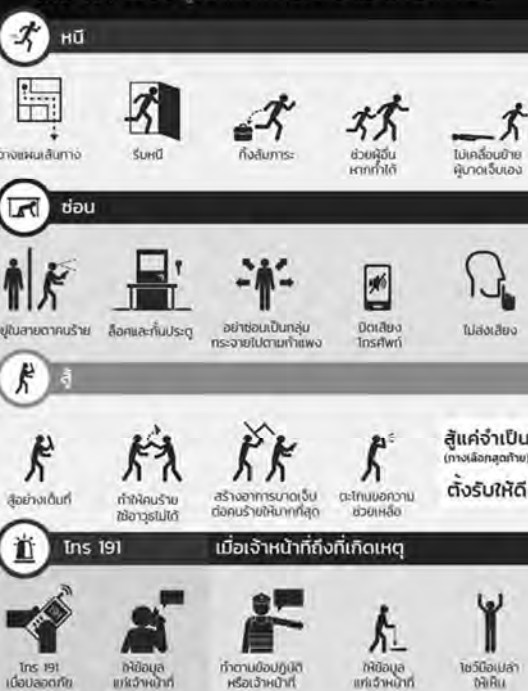 หนี
วางแผนเส้นทาง
รีบหนี
ทิ้งสัมภาระ
ช่วยผู้อื่น
หากทำได้
ไม่เคลื่อนย้าย
ผู้บาดเจ็บเอง
ซ่อน
ยู่ในสายตาคนร้าย
ล็อคและกั้นประตู
อย่าซ่อนเป็นกลุ่ม
กระจายไปตามกำแพง
ปิดเสียง
โทรศัพท์
ไม่ส่งเสียง
สู้
สู้อย่างเต็มที่
ทำให้คนร้าย
ใช้อาวุธไม่ได้
สร้างอาการบาดเจ็บ
ต่อคนร้ายให้มากที่สุด
ตะโกนขอความ
ช่วยเหลือ
สู้แค่จำเป็น
(ทางเลือกสุดท้าย)
ตั้งรับให้ดี
โทร 191
เมื่อเจ้าหน้าที่ถึงที่เกิดเหตุ
โทร 191
เมื่อปลอดภัย
ให้ข้อมูล
แก่เจ้าหน้าที่
ทำตามข้อปฏิบัติ
หรือเจ้าหน้าที่
ให้ข้อมูล
แก่เจ้าหน้าที่
โชว์มือเปล่า
ให้เห็น